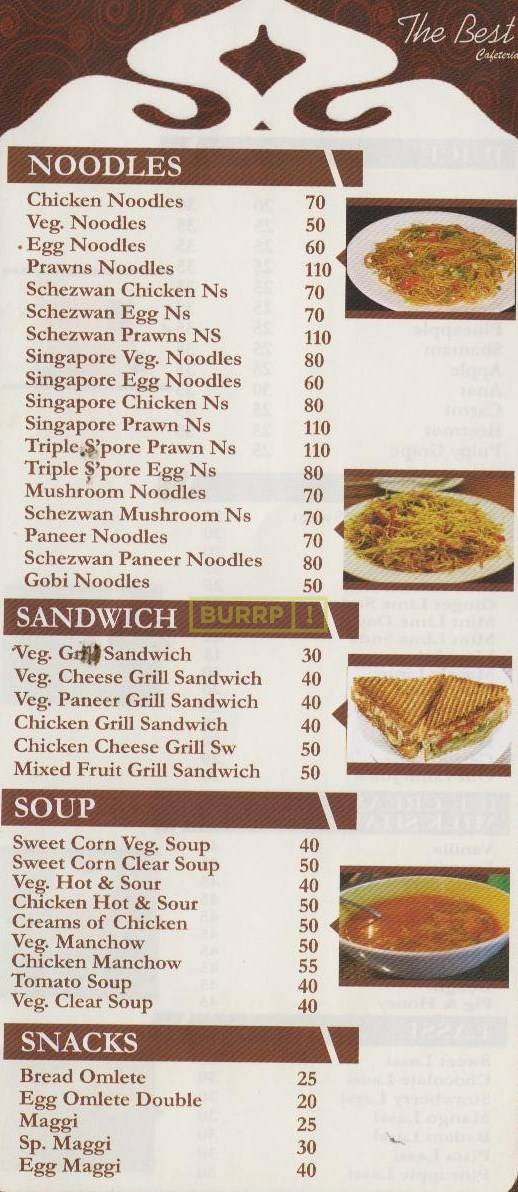 The Best
Cafeteria
NOODLES
Chicken Noodles 70
Veg. Noodles 50
Egg Noodles 60
Prawns Noodles 110
Schezwan Chicken Ns 70
Schezwan Egg Ns 70
Schezwan Prawns NS 110
Singapore Veg. Noodles 80
Singapore Egg Noodles 60
Singapore Chicken Ns 80
Singapore Prawn Ns 110
Triple S'pore Prawn Ns 110
Triple S'pore Egg Ns 80
Mushroom Noodles 70
Schezwan Mushroom Ns 70
Paneer Noodles 70
Schezwan Paneer Noodles 80
Gobi Noodles 50
SANDWICH BURRP !
Veg. Grill Sandwich 30
Veg. Cheese Grill Sandwich 40
Veg. Paneer Grill Sandwich 40
Chicken Grill Sandwich 40
Chicken Cheese Grill Sw 50
Mixed Fruit Grill Sandwich 50
SOUP
Sweet Corn Veg. Soup 40
Sweet Corn Clear Soup 50
Veg. Hot & Sour 40
Chicken Hot & Sour 50
Creams of Chicken 50
Veg. Manchow 50
Chicken Manchow 55
Tomato Soup 40
Veg. Clear Soup 40
SNACKS
Bread Omlete 25
Egg Omlete Double 20
Maggi 25
Sp. Maggi 30
Egg Maggi 40